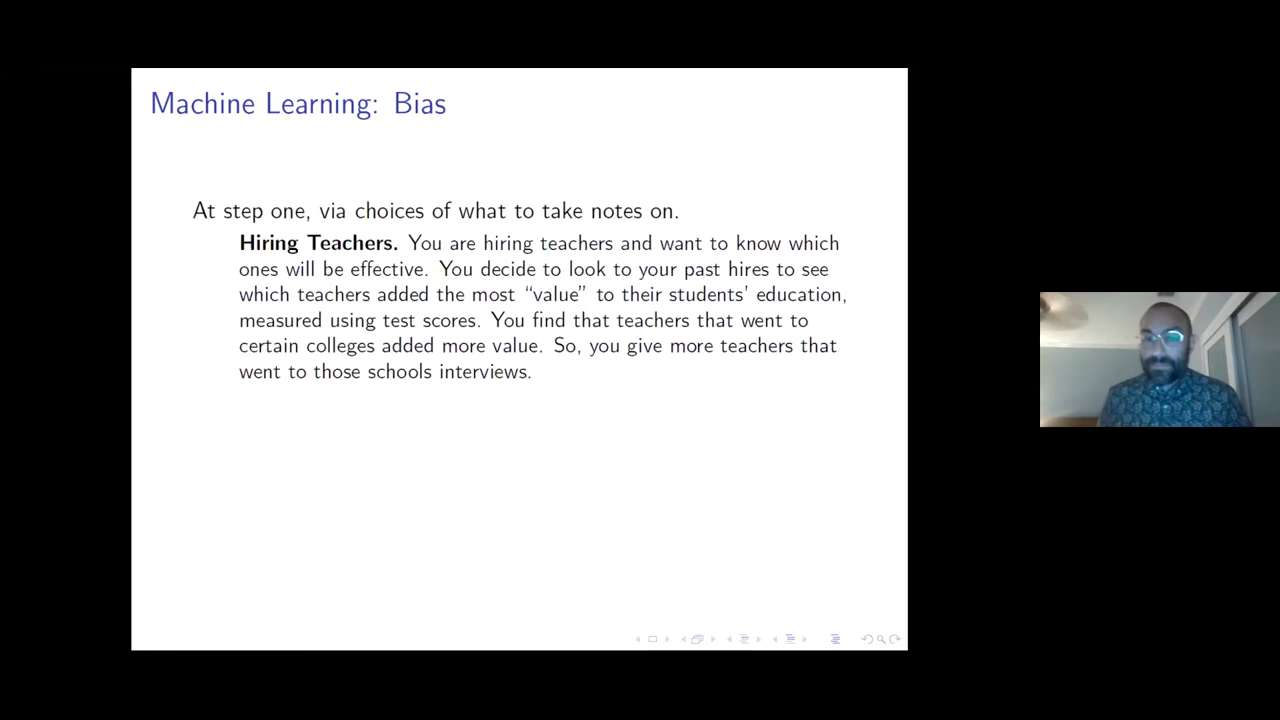 Machine Learning: Bias
At step one, via choices of what to take notes on.
Hiring Teachers. You are hiring teachers and want to know which
ones will be effective. You decide to look to your past hires to see
which teachers added the most “value” to their students’ education,
measured using test scores. You find that teachers that went to
certain colleges added more value. So, you give more teachers that
went to those schools interviews.